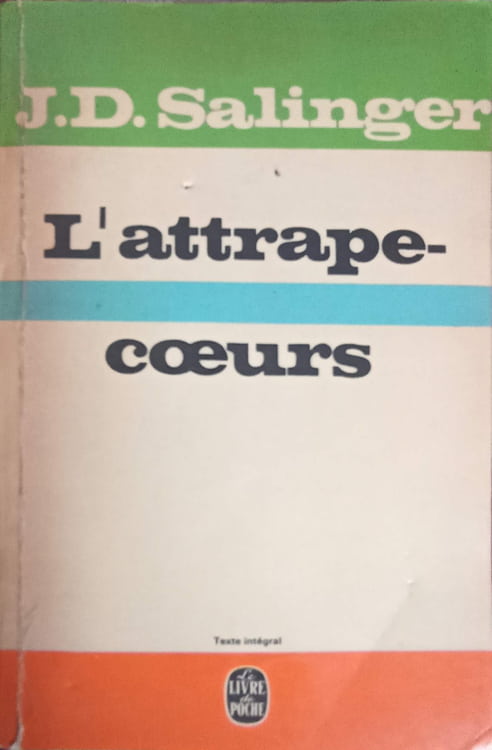 J.D. Salinger
L'attrape-
cœurs
Texte intégral
Le
LIVRE
de
POCHE